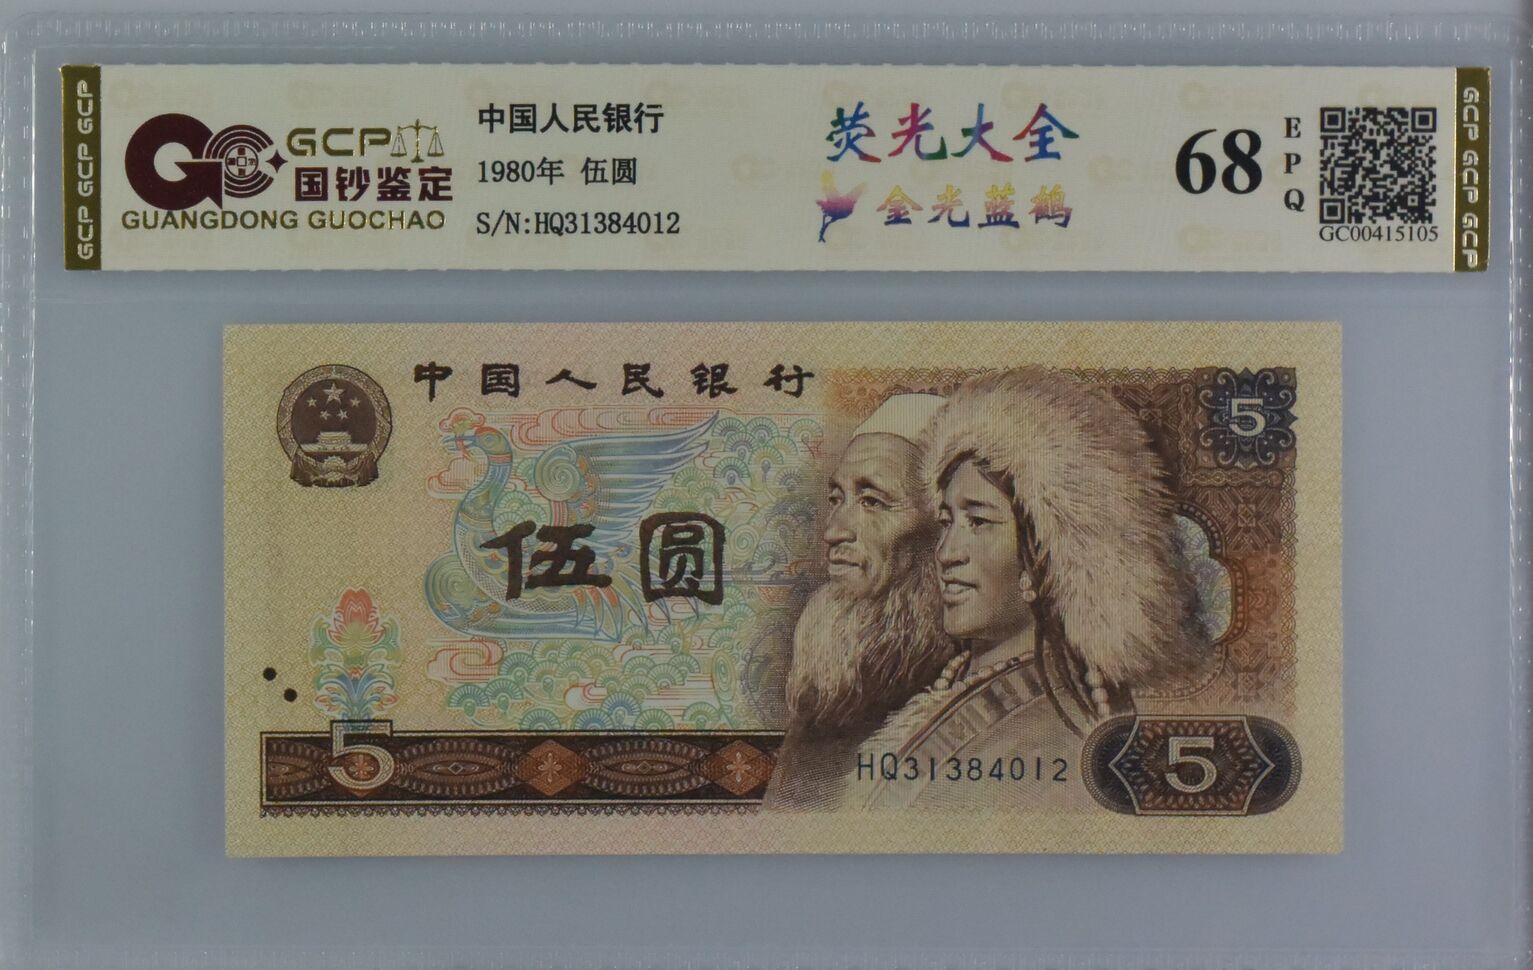 GCP GCP GCP
GCP
国钞鉴定
GUANGDONG GUOCHAO
中国人民银行
1980年 伍圆
S/N:HQ31384012
荧光大全
金光蓝鹤
68
EPQ
GC00415105
GCP GCP GCP
中国人民银行
5
伍圆
5
HQ31384012
5